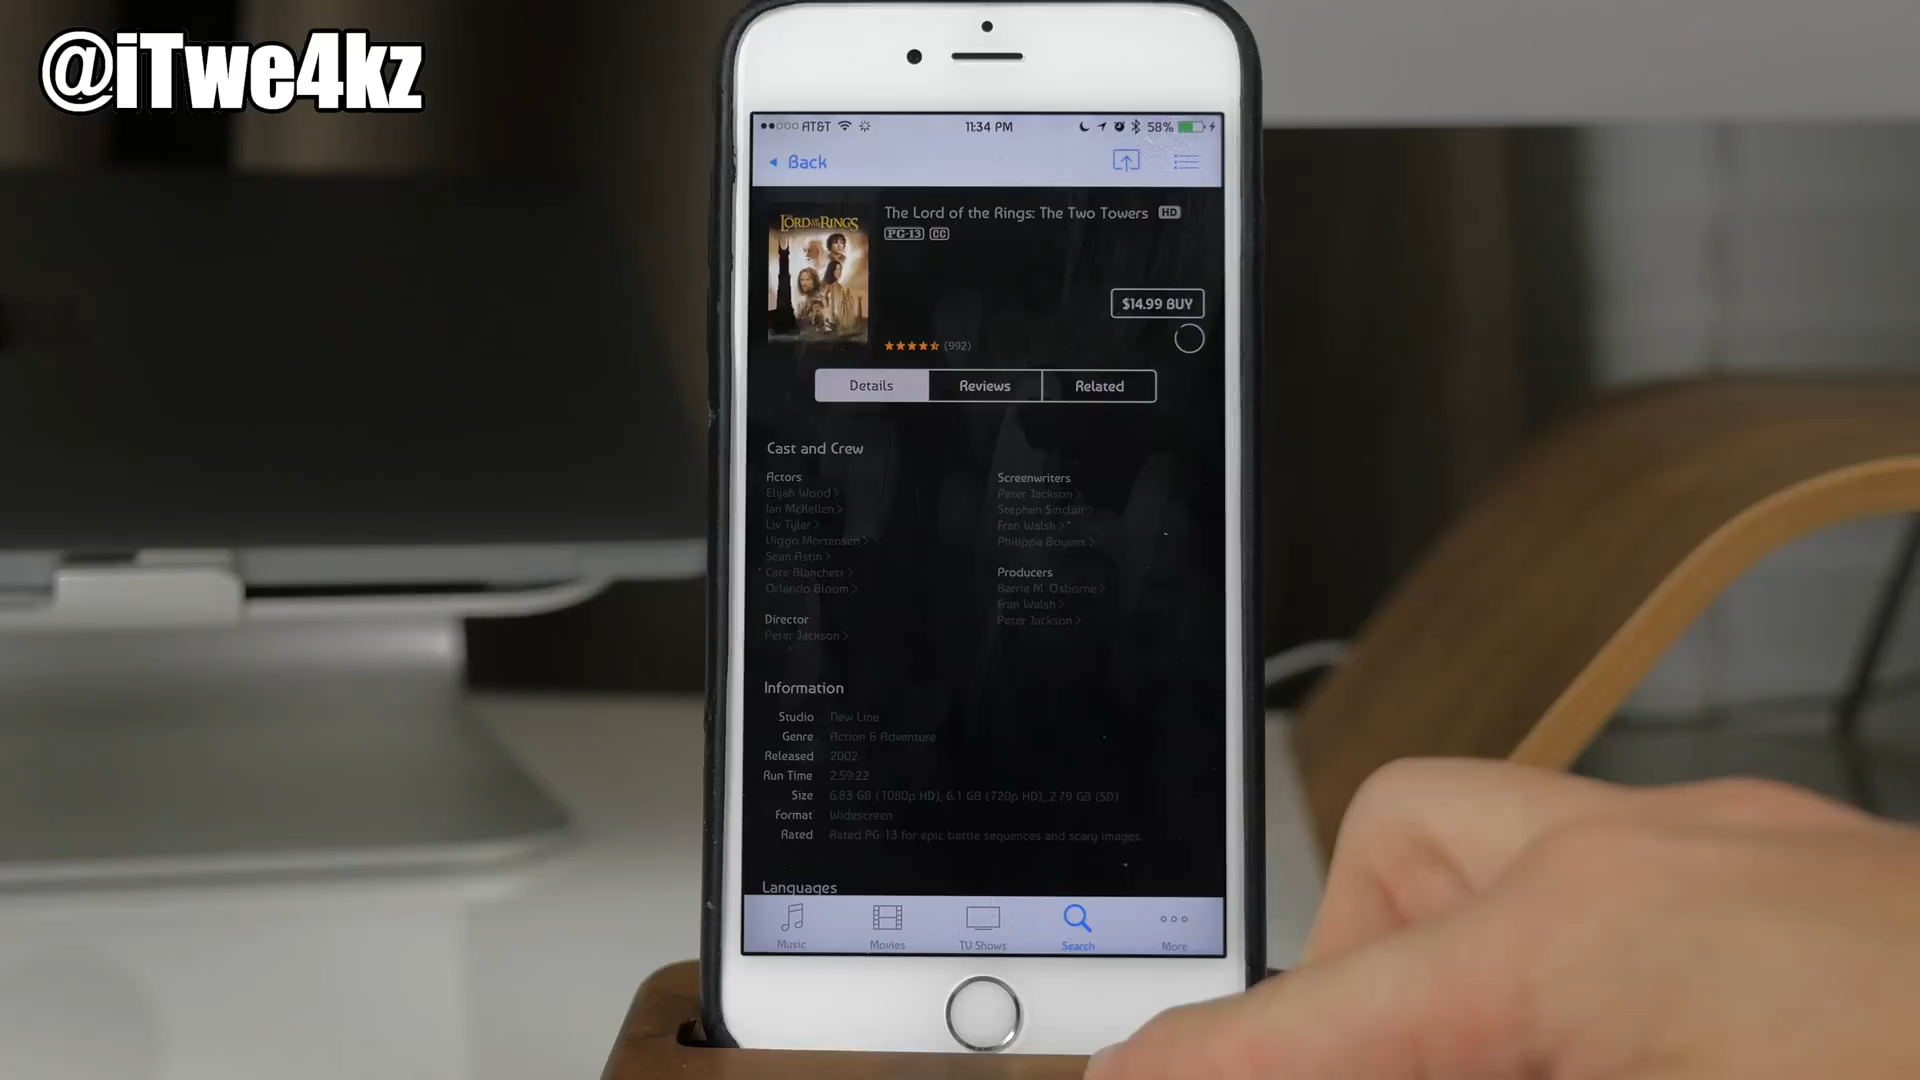 @iTwe4kz
AT&T 11:34 PM 58%
Back
The Lord of the Rings: The Two Towers HD
PG-13 CC
LORD OF THE RINGS
$14.99 BUY
(992)
Details Reviews Related
Cast and Crew
Actors
Elijah Wood >
Ian McKellen >
Liv Tyler >
Viggo Mortensen >
Sean Astin >
Cate Blanchett >
Orlando Bloom >
Director
Peter Jackson >
Screenwriters
Peter Jackson >
Stephen Sinclair >
Fran Walsh >
Philippa Boyens >
Producers
Barrie M. Osborne >
Fran Walsh >
Peter Jackson >
Information
Studio New Line
Genre Action & Adventure
Released 2002
Run Time 2:59:22
Size 6.83 GB (1080p HD), 6.1 GB (720p HD), 2.79 GB (SD)
Format Widescreen
Rated Rated PG-13 for epic battle sequences and scary images.
Languages
Music Movies TV Shows Search More